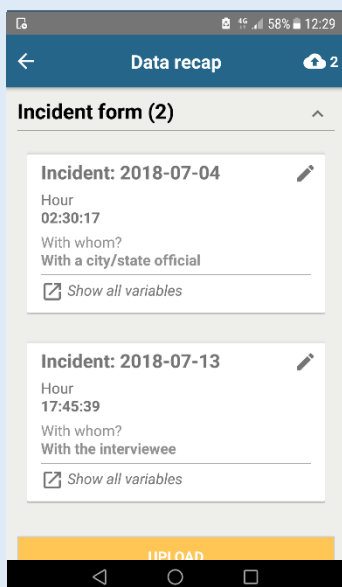 4G 58% 12:29
Data recap 2
Incident form (2)
Incident: 2018-07-04
Hour
02:30:17
With whom?
With a city/state official
Show all variables
Incident: 2018-07-13
Hour
17:45:39
With whom?
With the interviewee
Show all variables
UPLOAD